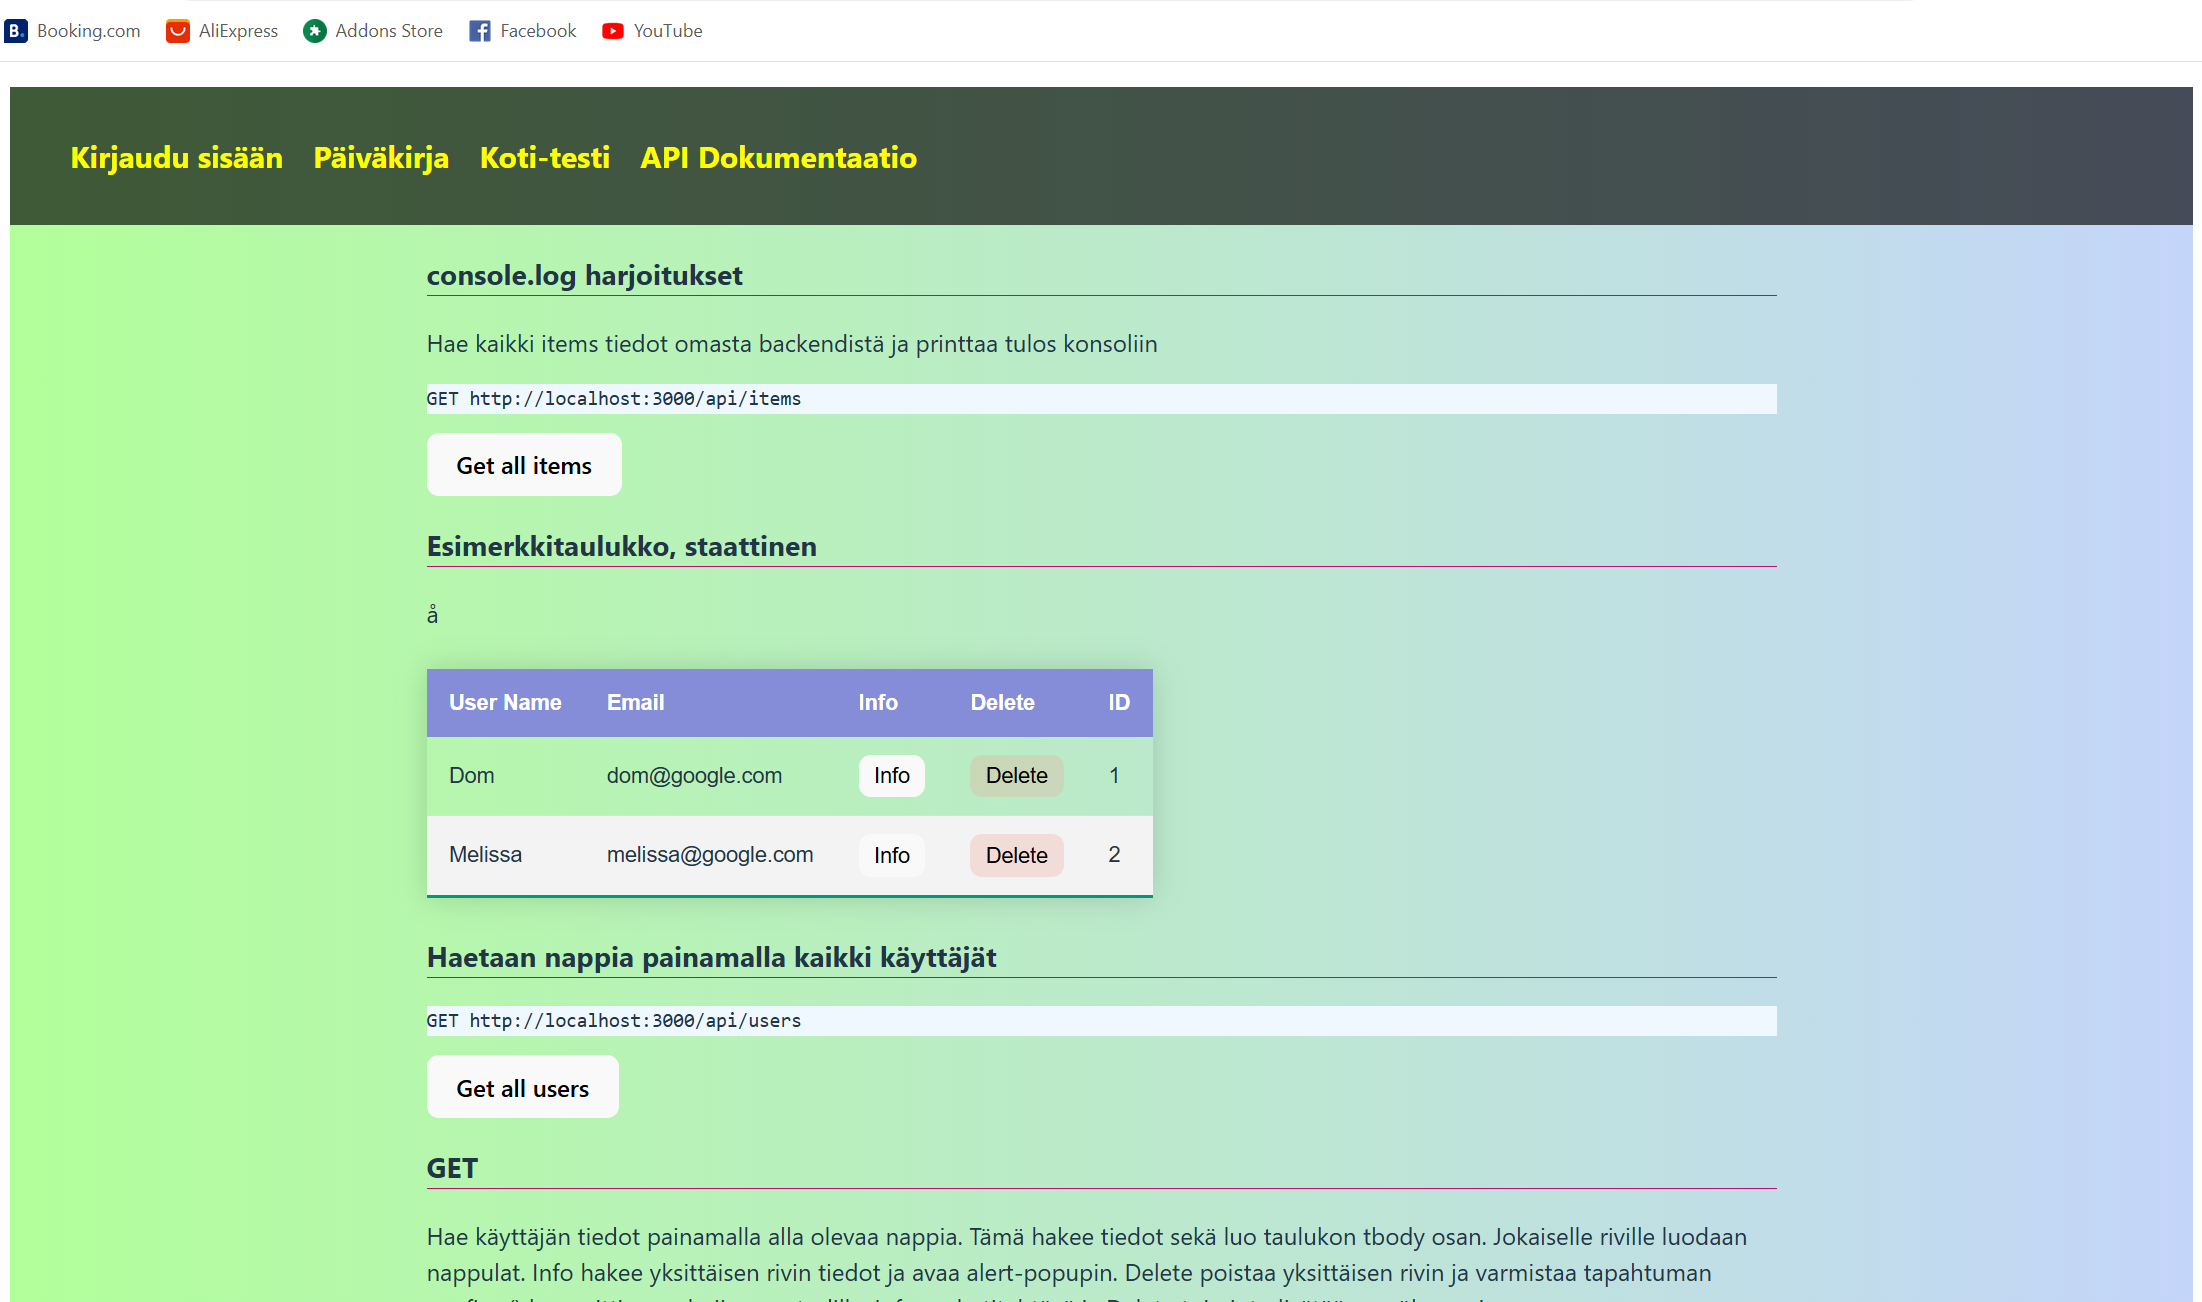 B. Booking.com AliExpress Addons Store Facebook YouTube
Kirjaudu sisään Päiväkirja Koti-testi API Dokumentaatio
console.log harjoitukset
Hae kaikki items tiedot omasta backendistä ja printtaa tulos konsoliin
GET http://localhost:3000/api/items
Get all items
Esimerkkitaulukko, staattinen
å
User Name Email Info Delete ID
Dom dom@google.com Info Delete 1
Melissa melissa@google.com Info Delete 2
Haetaan nappia painamalla kaikki käyttäjät
GET http://localhost:3000/api/users
Get all users
GET
Hae käyttäjän tiedot painamalla alla olevaa nappia. Tämä hakee tiedot sekä luo taulukon tbody osan. Jokaiselle riville luodaan
nappulat. Info hakee yksittäisen rivin tiedot ja avaa alert-popupin. Delete poistaa yksittäisen rivin ja varmistaa tapahtuman